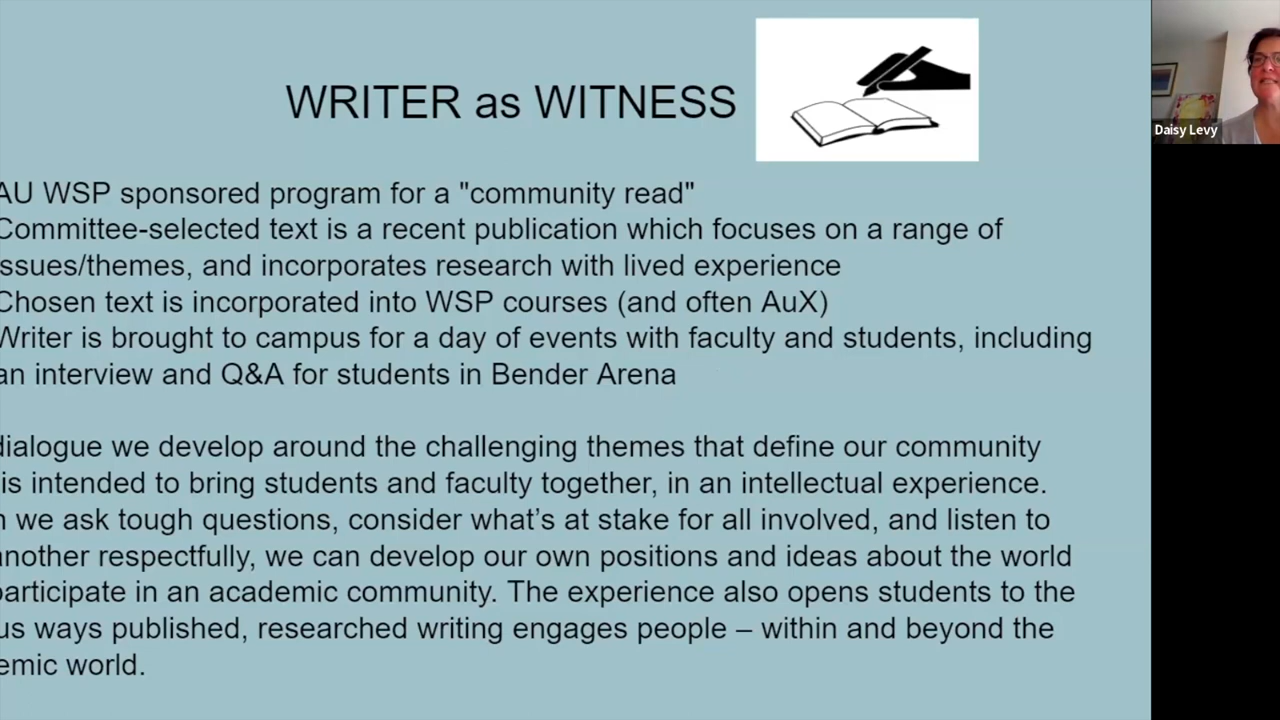 WRITER as WITNESS
Daisy Levy
AU WSP sponsored program for a "community read"
Committee-selected text is a recent publication which focuses on a range of
ssues/themes, and incorporates research with lived experience
Chosen text is incorporated into WSP courses (and often AuX)
Writer is brought to campus for a day of events with faculty and students, including
an interview and Q&A for students in Bender Arena
dialogue we develop around the challenging themes that define our community
is intended to bring students and faculty together, in an intellectual experience.
we ask tough questions, consider what's at stake for all involved, and listen to
another respectfully, we can develop our own positions and ideas about the world
participate in an academic community. The experience also opens students to the
us ways published, researched writing engages people – within and beyond the
emic world.